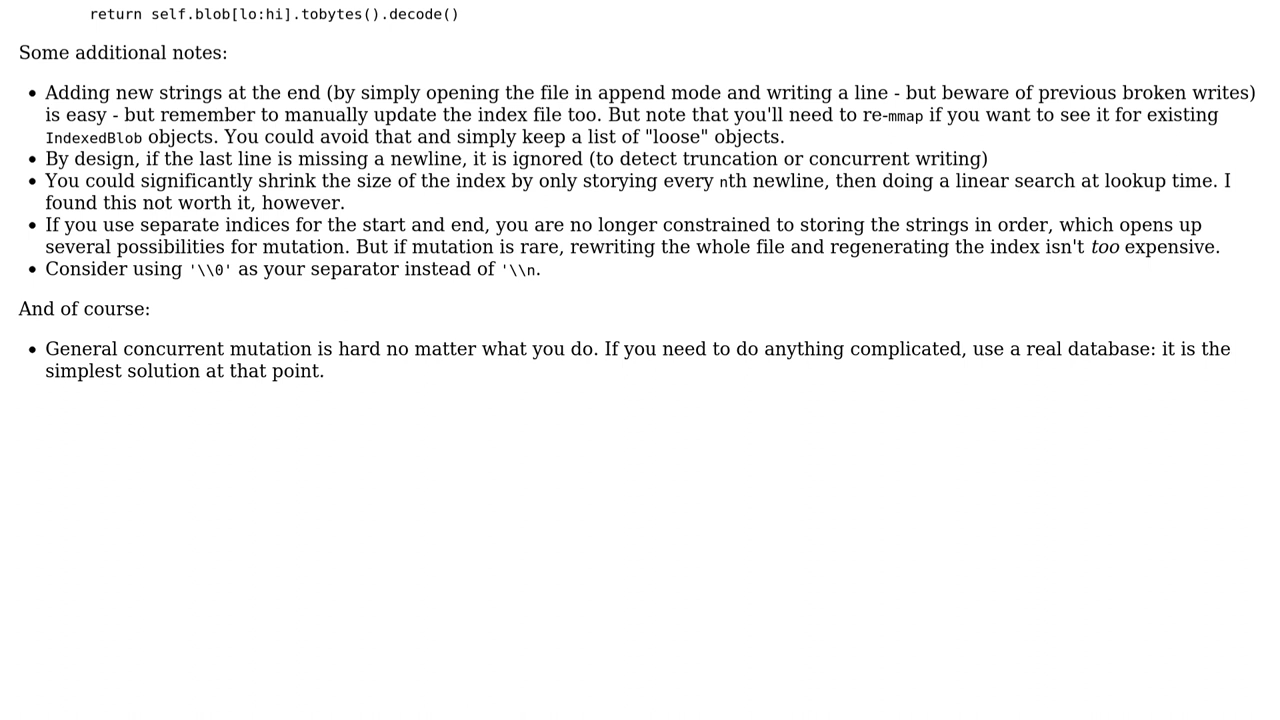 return self.blob[lo:hi].tobytes().decode()
Some additional notes:
• Adding new strings at the end (by simply opening the file in append mode and writing a line - but beware of previous broken writes)
is easy - but remember to manually update the index file too. But note that you'll need to re-mmap if you want to see it for existing
IndexedBlob objects. You could avoid that and simply keep a list of "loose" objects.
• By design, if the last line is missing a newline, it is ignored (to detect truncation or concurrent writing)
• You could significantly shrink the size of the index by only storying every nth newline, then doing a linear search at lookup time. I
found this not worth it, however.
• If you use separate indices for the start and end, you are no longer constrained to storing the strings in order, which opens up
several possibilities for mutation. But if mutation is rare, rewriting the whole file and regenerating the index isn't too expensive.
• Consider using '\\0' as your separator instead of '\\n.
And of course:
• General concurrent mutation is hard no matter what you do. If you need to do anything complicated, use a real database: it is the
simplest solution at that point.